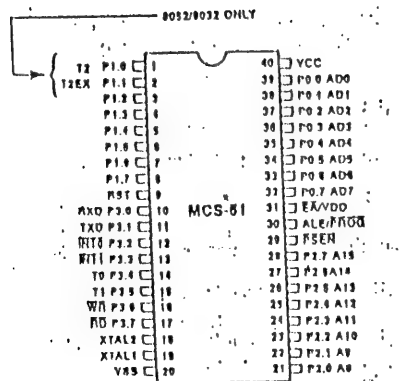 8052/8032 ONLY
T2 P1.0 1 40 VCC
T2EX P1.1 2 39 P0.0 AD0
P1.2 3 38 P0.1 AD1
P1.3 4 37 P0.2 AD2
P1.4 5 36 P0.3 AD3
P1.5 6 35 P0.4 AD4
P1.6 7 34 P0.5 AD5
P1.7 8 33 P0.6 AD6
RST 9 32 P0.7 AD7
RXD P3.0 10 MCS-51 31 EA/VDD
TXD P3.1 11 30 ALE/PROG
INT0 P3.2 12 29 PSEN
INT1 P3.3 13 28 P2.7 A15
T0 P3.4 14 27 P2.6 A14
T1 P3.5 15 26 P2.5 A13
WR P3.6 16 25 P2.4 A12
RD P3.7 17 24 P2.3 A11
XTAL2 18 23 P2.2 A10
XTAL1 19 22 P2.1 A9
VSS 20 21 P2.0 A8